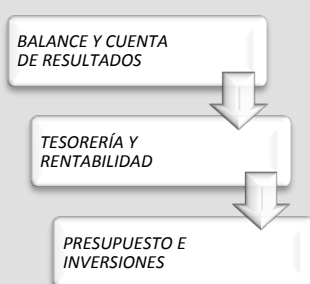 BALANCE Y CUENTA
DE RESULTADOS
TESORERÍA Y
RENTABILIDAD
PRESUPUESTO E
INVERSIONES